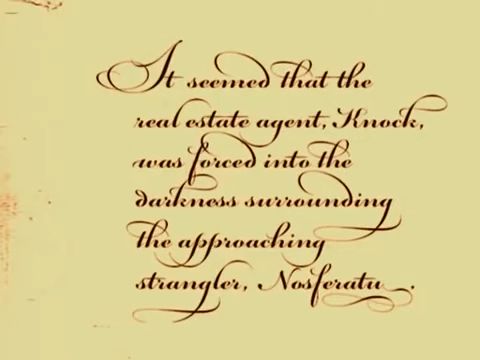 It seemed that the
real estate agent, Knock,
was forced into the
darkness surrounding
the approaching
strangler, Nosferatu .